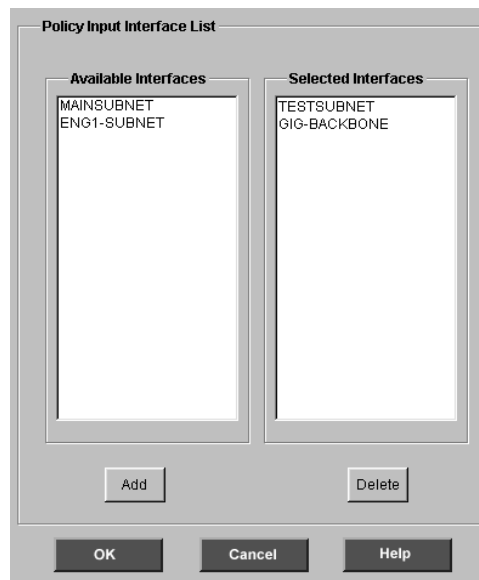 Policy Input Interface List
Available Interfaces
MAINSUBNET
ENG1-SUBNET
Selected Interfaces
TESTSUBNET
GIG-BACKBONE
Add
Delete
OK
Cancel
Help